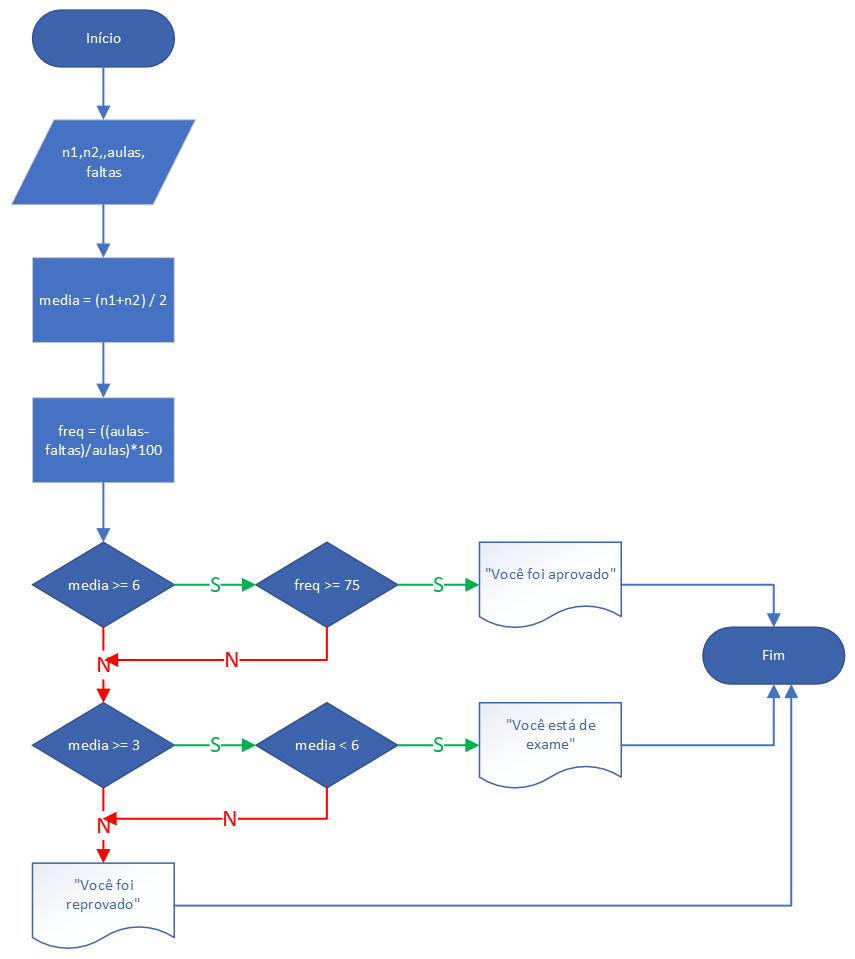 Início
n1,n2,,aulas,
faltas
media = (n1+n2) / 2
freq = ((aulas-
faltas)/aulas)*100
media >= 6
S
freq >= 75
S
"Você foi aprovado"
N
N
Fim
media >= 3
S
media < 6
S
"Você está de
exame"
N
N
"Você foi
reprovado"